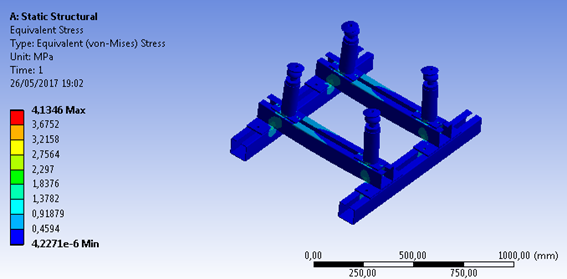 A: Static Structural
Equivalent Stress
Type: Equivalent (von-Mises) Stress
Unit: MPa
Time: 1
26/05/2017 19:02
4,1346 Max
3,6752
3,2158
2,7564
2,297
1,8376
1,3782
0,91879
0,4594
4,2271e-6 Min
0,00 500,00 1000,00 (mm)
250,00 750,00